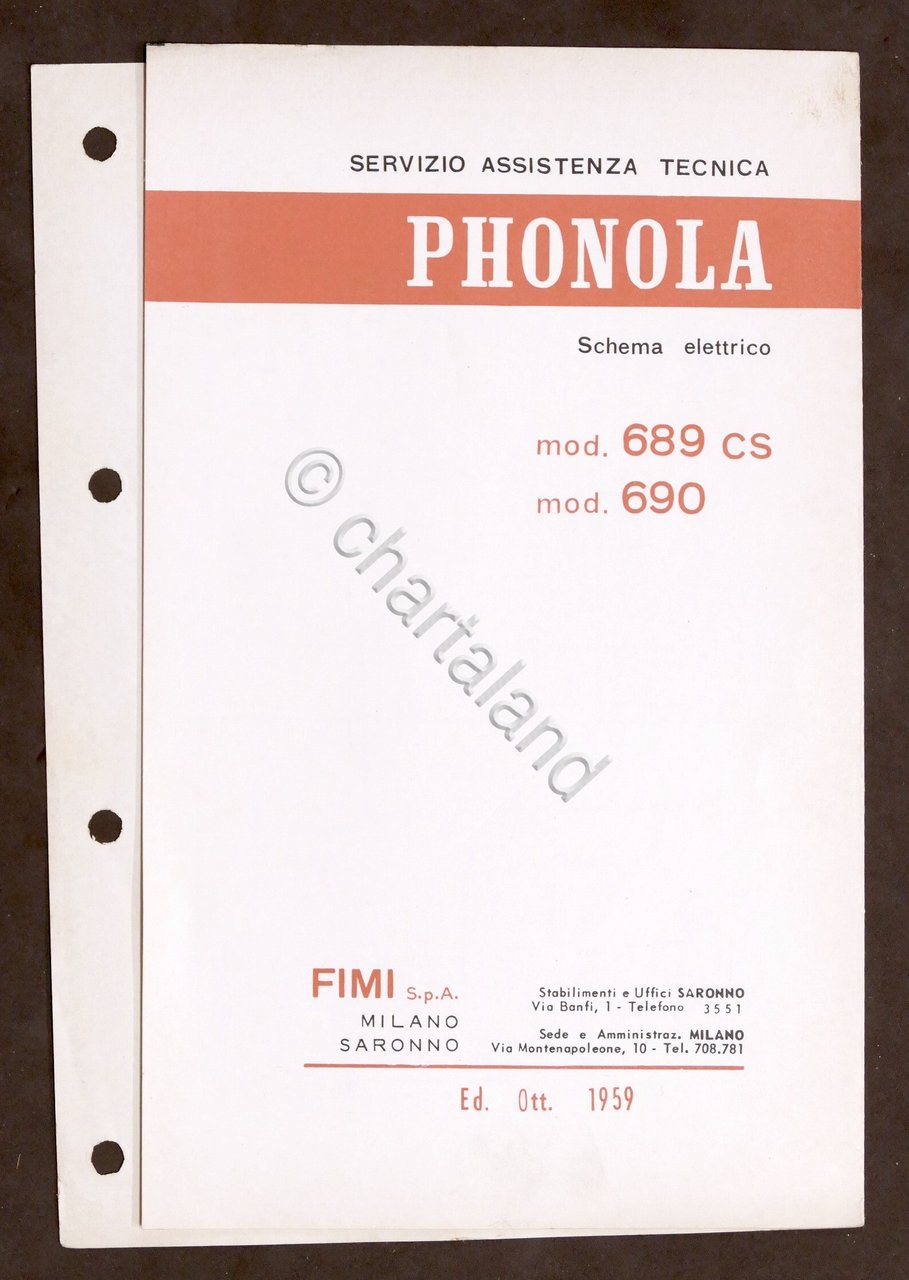 SERVIZIO ASSISTENZA TECNICA
PHONOLA
Schema elettrico
mod. 689 CS
mod. 690
© chartaland
FIMI S.p.A.
MILANO
SARONNO
Stabilimenti e Uffici SARONNO
Via Banfi, 1 - Telefono 3551
Sede e Amministraz. MILANO
Via Montenapoleone, 10 - Tel. 708.781
Ed. Ott. 1959